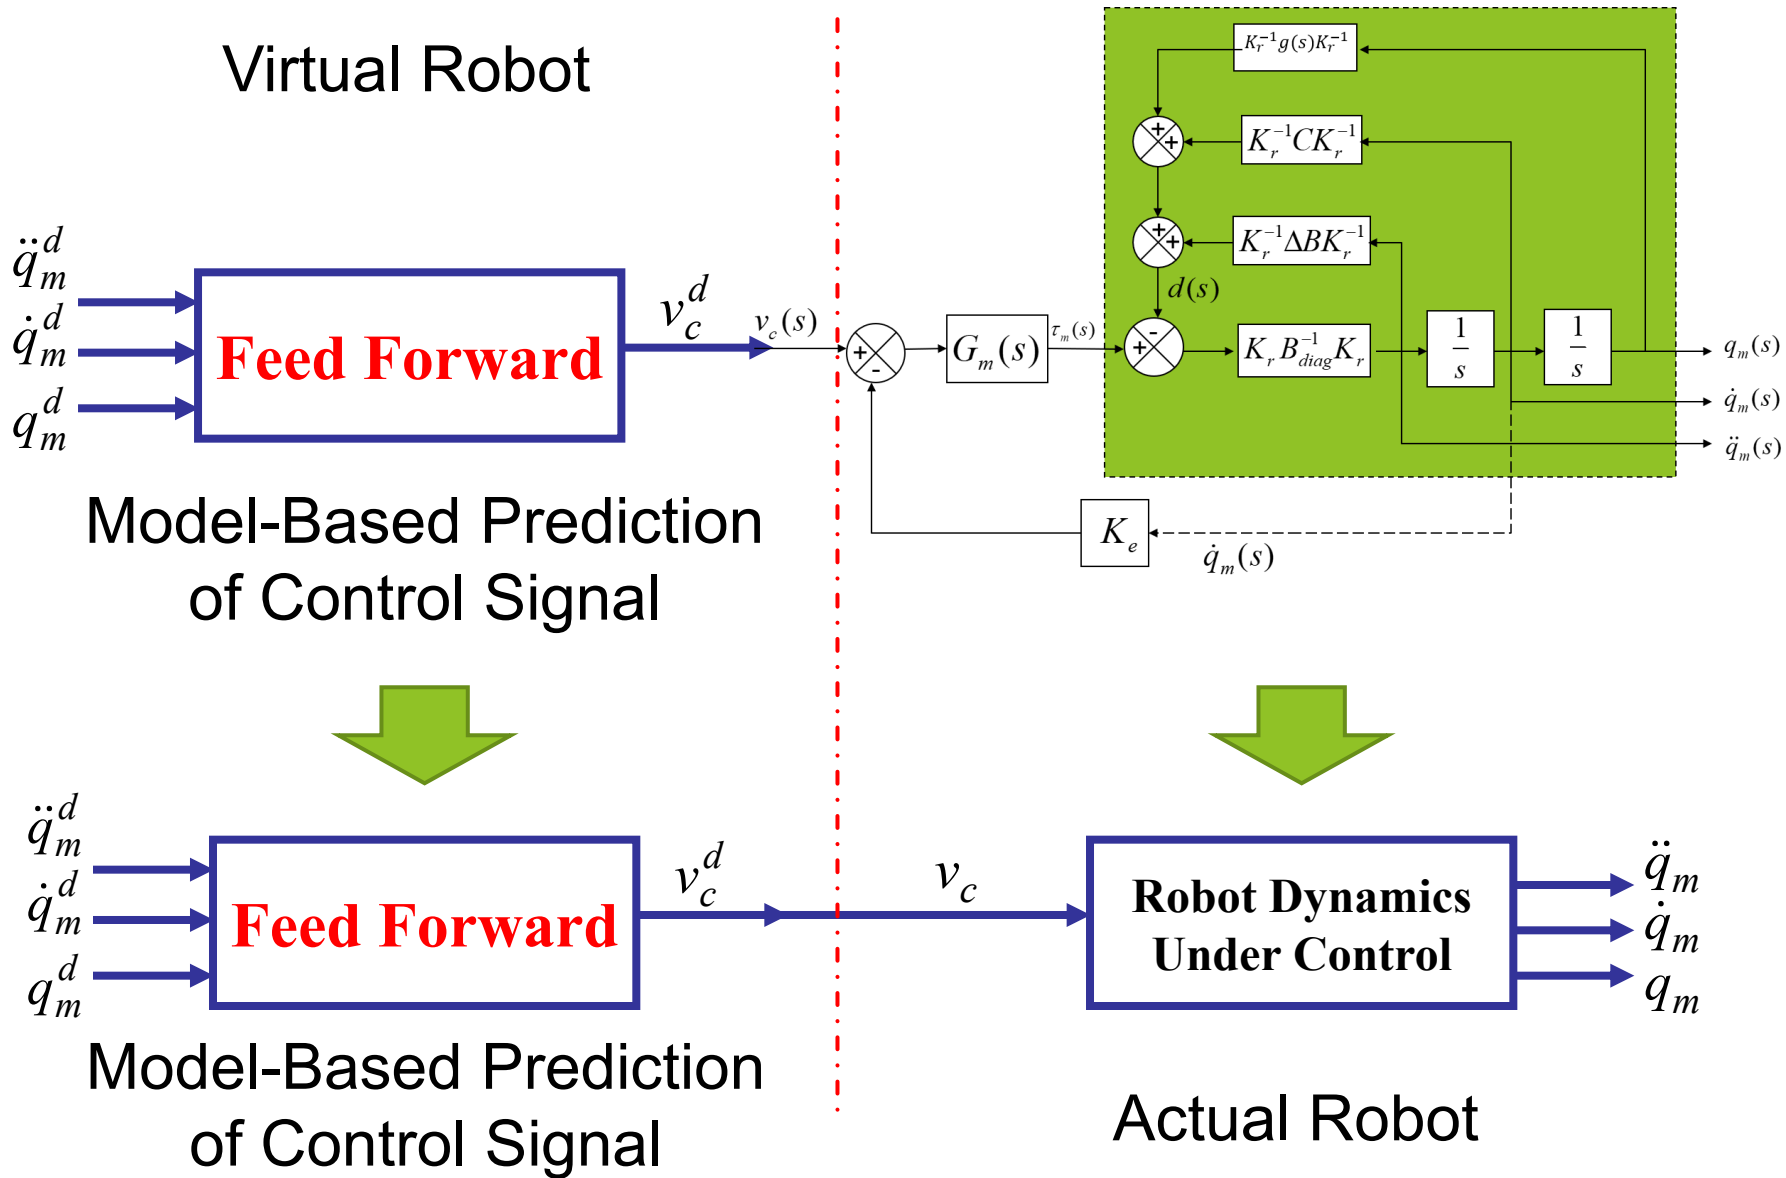 Virtual Robot
q̈_m^d
q̇_m^d
q_m^d
Feed Forward
v_c^d
Model-Based Prediction
of Control Signal
v_c(s)
+
-
G_m(s)
τ_m(s)
K_r^{-1}g(s)K_r^{-1}
+
+
K_r^{-1}CK_r^{-1}
+
+
K_r^{-1}ΔBK_r^{-1}
d(s)
-
+
K_r B_{diag}^{-1} K_r
1/s
1/s
q_m(s)
q̇_m(s)
q̈_m(s)
K_e
q̇_m(s)
q̈_m^d
q̇_m^d
q_m^d
Feed Forward
v_c^d
v_c
Robot Dynamics
Under Control
q̈_m
q̇_m
q_m
Model-Based Prediction
of Control Signal
Actual Robot